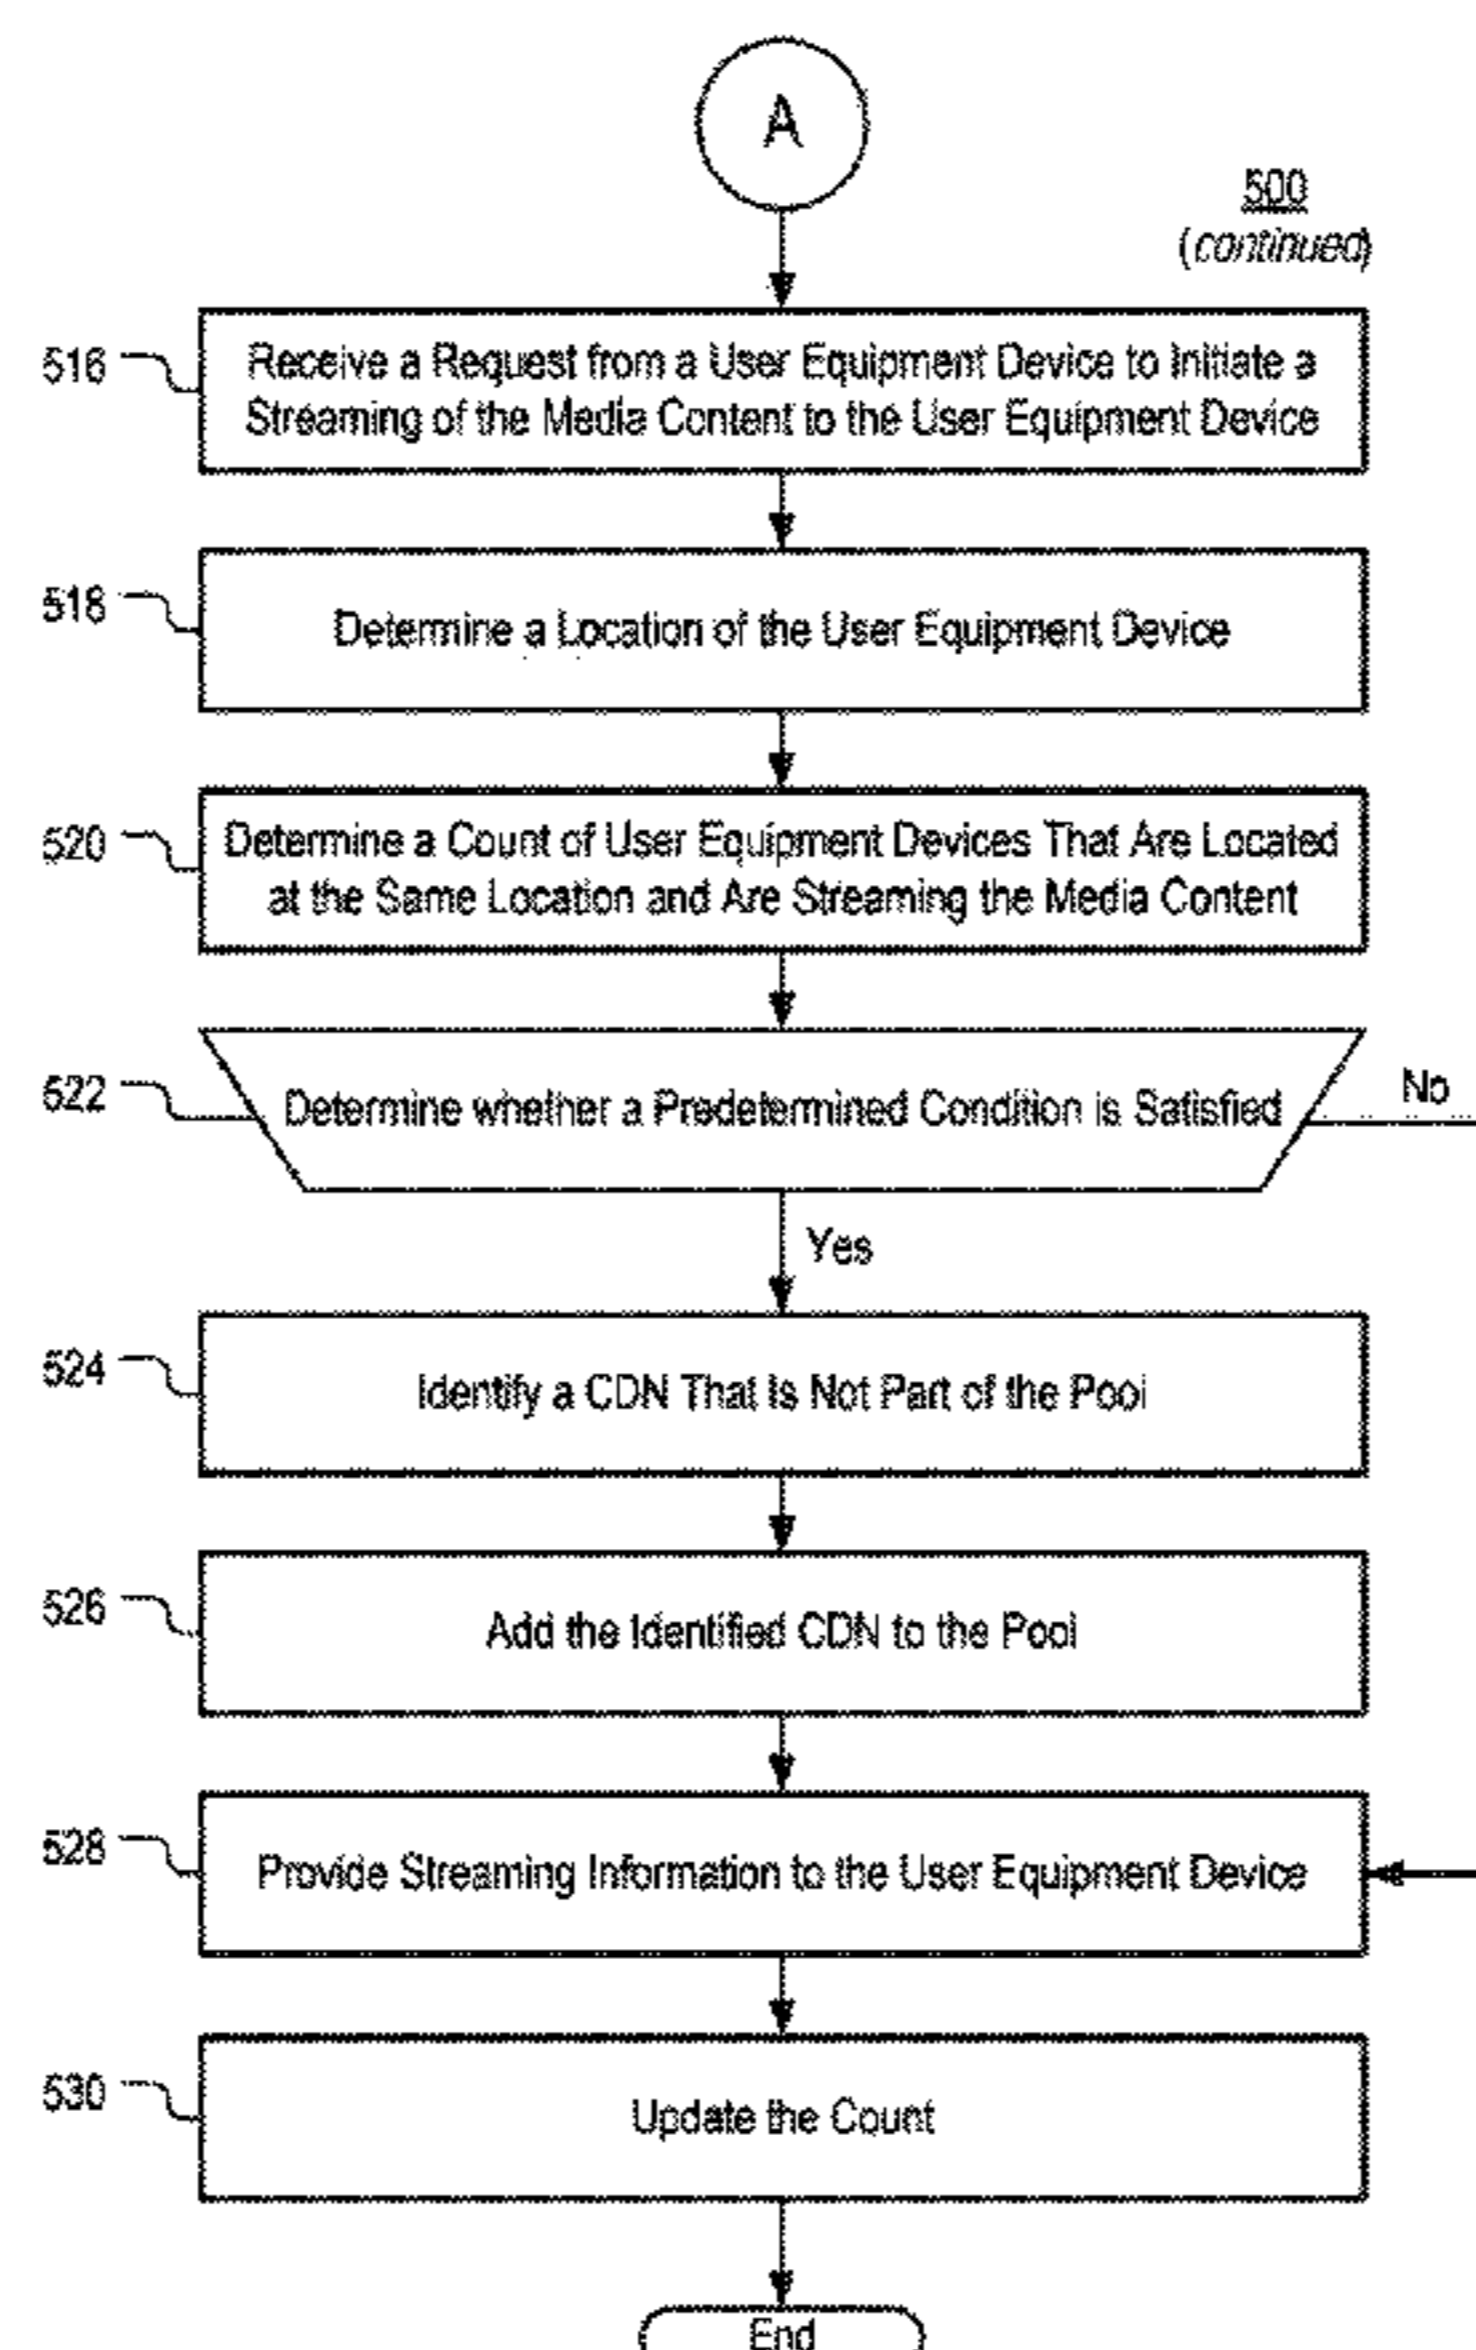 A
500
(continued)
516
Receive a Request from a User Equipment Device to Initiate a
Streaming of the Media Content to the User Equipment Device
518
Determine a Location of the User Equipment Device
520
Determine a Count of User Equipment Devices That Are Located
at the Same Location and Are Streaming the Media Content
522
Determine whether a Predetermined Condition is Satisfied
No
Yes
524
Identify a CDN That Is Not Part of the Pool
526
Add the Identified CDN to the Pool
528
Provide Streaming Information to the User Equipment Device
530
Update the Count
End